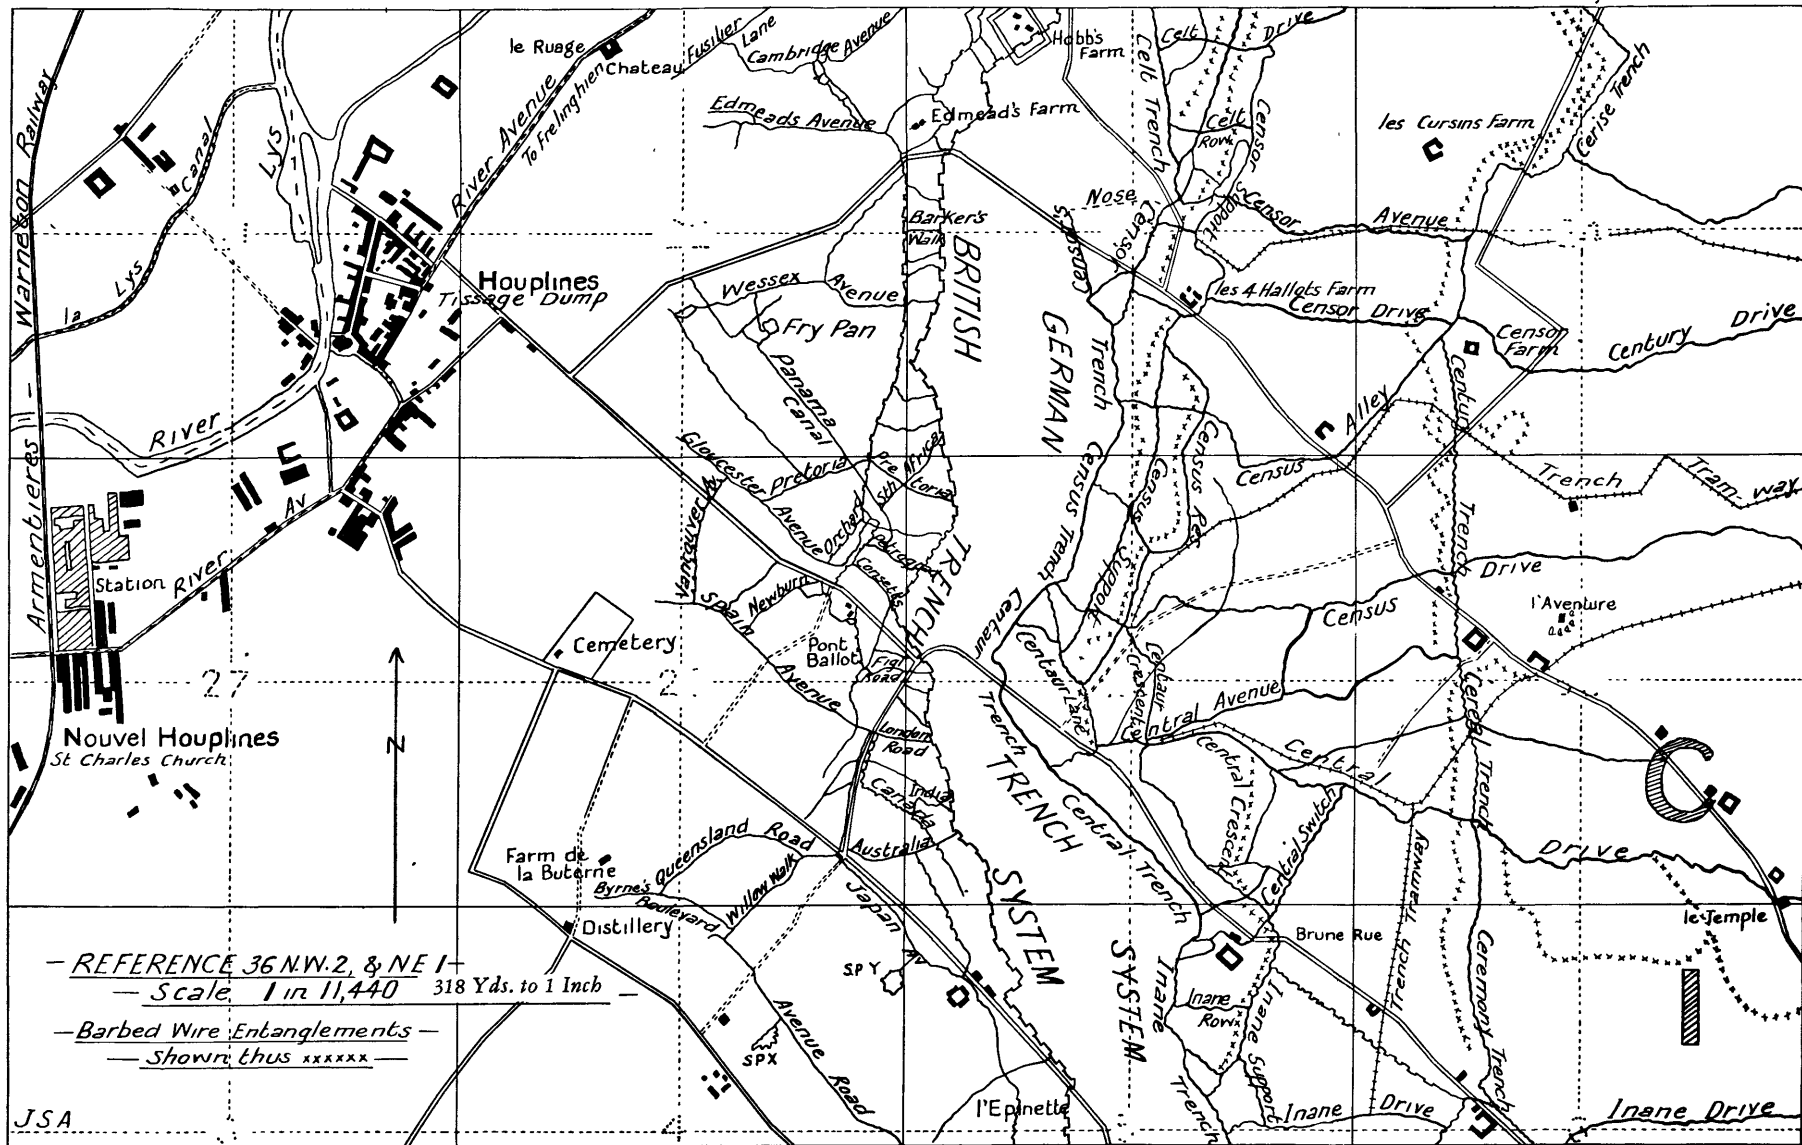 le Ruage
Chateau
Fusilier
Lane
Cambridge Avenue
Hobb's
Farm
Celt Drive
Celt Trench
Cerise Trench
Warneton Railway
Canal
Lys
River Avenue
To Frelinghien
Edmeads Avenue
Edmead's Farm
Celt
Row
Censor
Support
les Cursins Farm
Nose
Censor Avenue
Barker's
Walk
BRITISH
Houplines
Tissage Dump
la Lys
Wessex Avenue
Fry Pan
GERMAN
Trench
les 4 Hallots Farm
Censor Drive
Censor
Farm
Century Drive
Century
Trench
Panama
Canal
River
Armentieres -
Gloucester
Avenue
Pretoria
Pre
toria
Sth Africa
Vancouver Av
Orchard
Census
Trench
Census
Support
Census Res
Census Alley
Trench Tramway
Av
River
Station
TRENCH
Spain
Avenue
Newburn
Pont
Ballot
Fiji
Road
Centaur
Trench
Centaur Lane
Centaur
Crescent
Drive
Census
l'Aventure
Cemetery
27
2
N
Nouvel Houplines
St Charles Church
London
Road
India
Canada
Australia
TRENCH
Central Avenue
Central
Central Crescent
Central Switch
Central Trench
Cereal Trench
Drive
Farm de
la Buterne
Queensland Road
Byrne's
Boulevard
Willow Walk
Japan
Av
Distillery
SYSTEM
SYSTEM
Brune Rue
Trench Tramway
Ceremony Trench
le Temple
— REFERENCE 36 N.W.2, & NE 1 —
— Scale 1 in 11,440 318 Yds. to 1 Inch —
— Barbed Wire Entanglements —
— Shown thus xxxxxx —
S.P.Y
S.P.X
Avenue
Road
l'Epinette
Inane
Trench
Inane
Row
Inane Support
Inane Drive
Inane Drive
JSA